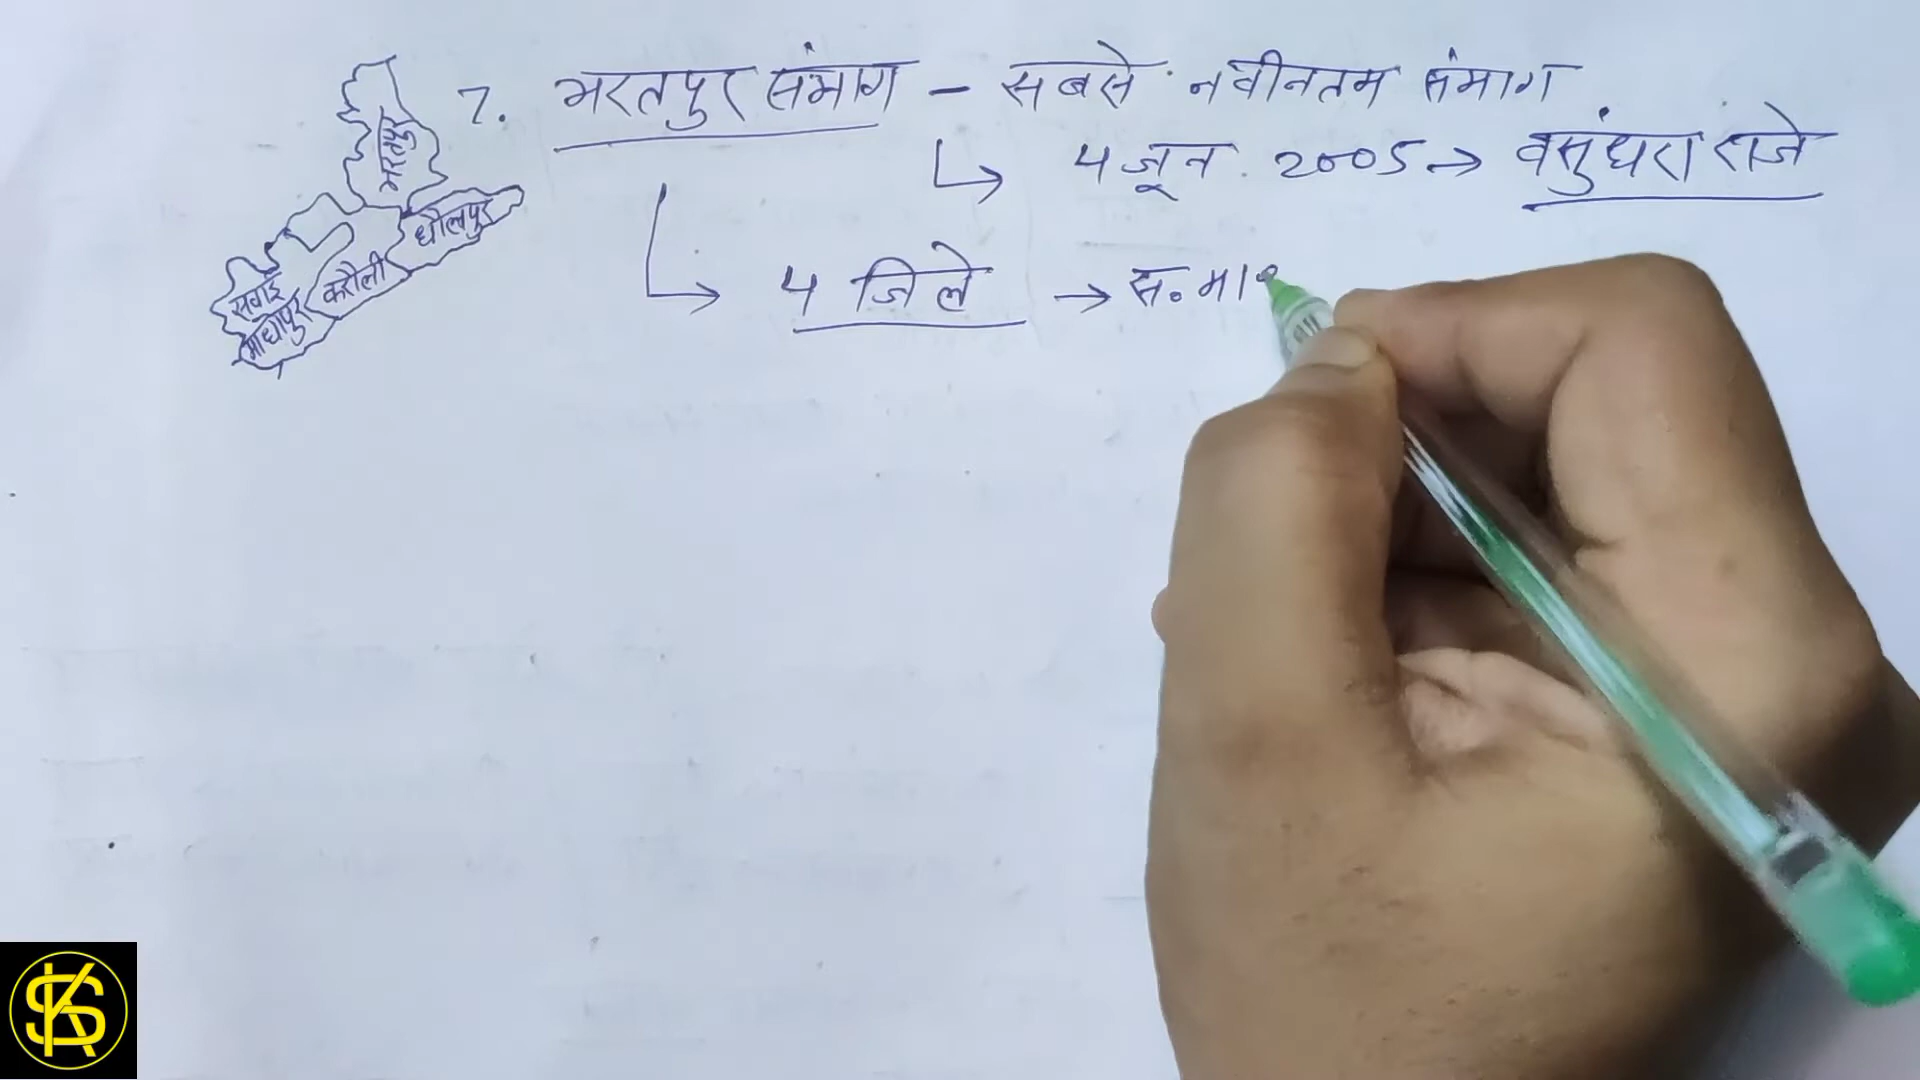 7. भरतपुर संभाग - सबसे नवीनतम संभाग
↳ 4 जून 2005 → वसुंधरा राजे
↳ 4 जिले → स॰मा
भरतपुर
धौलपुर
करौली
सवाई
माधोपुर